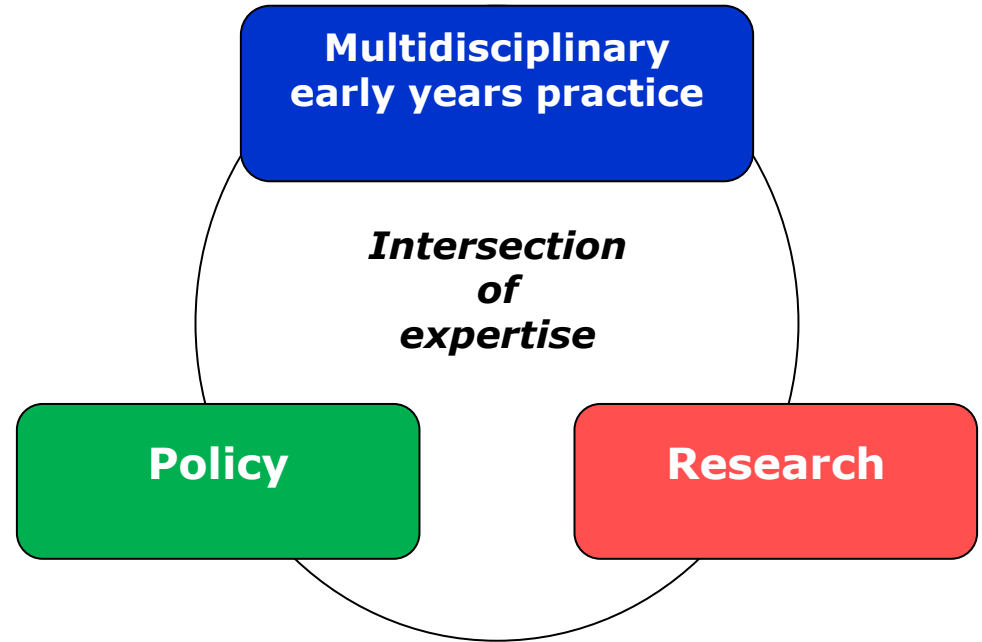 Multidisciplinary
early years practice
Intersection
of
expertise
Policy
Research